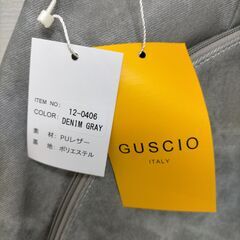 ITEM NO: 12-0406
COLOR: DENIM GRAY
素 材: PUレザー
裏 地: ポリエステル
GUSCIO
ITALY